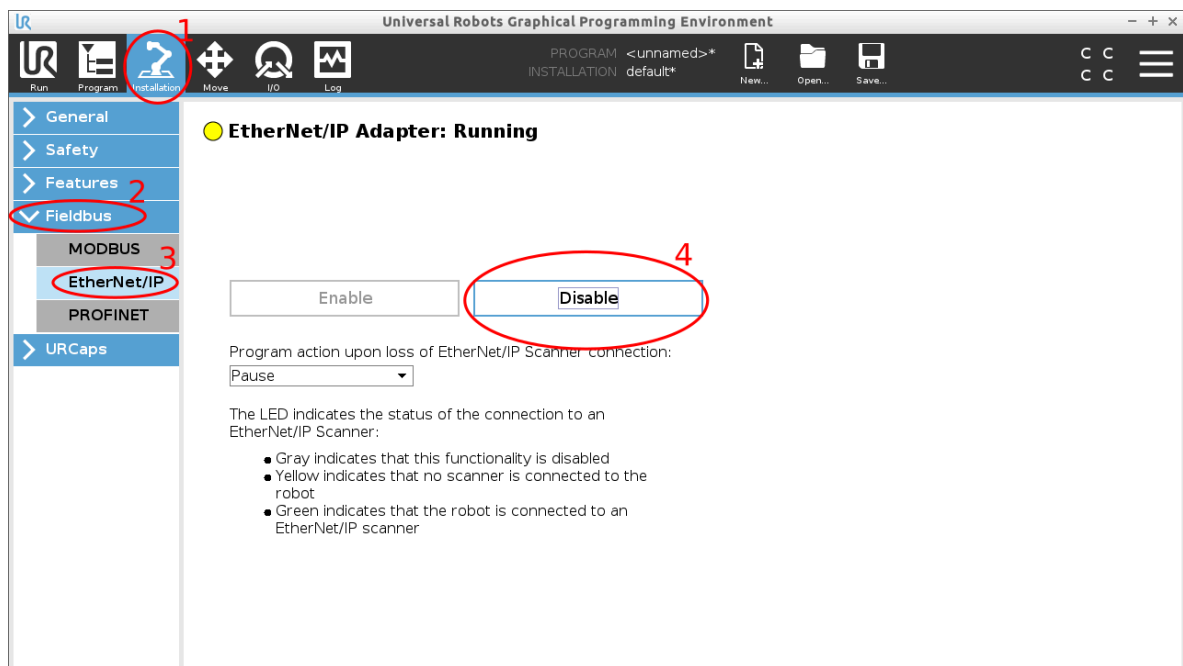 Universal Robots Graphical Programming Environment
1
Run
Program
Installation
Move
I/O
Log
PROGRAM <unnamed>*
INSTALLATION default*
New...
Open...
Save...
C C
C C
General
Safety
Features
2
Fieldbus
MODBUS
3
EtherNet/IP
PROFINET
URCaps
EtherNet/IP Adapter: Running
4
Enable
Disable
Program action upon loss of EtherNet/IP Scanner connection:
Pause
The LED indicates the status of the connection to an
EtherNet/IP Scanner:
Gray indicates that this functionality is disabled
Yellow indicates that no scanner is connected to the
robot
Green indicates that the robot is connected to an
EtherNet/IP scanner